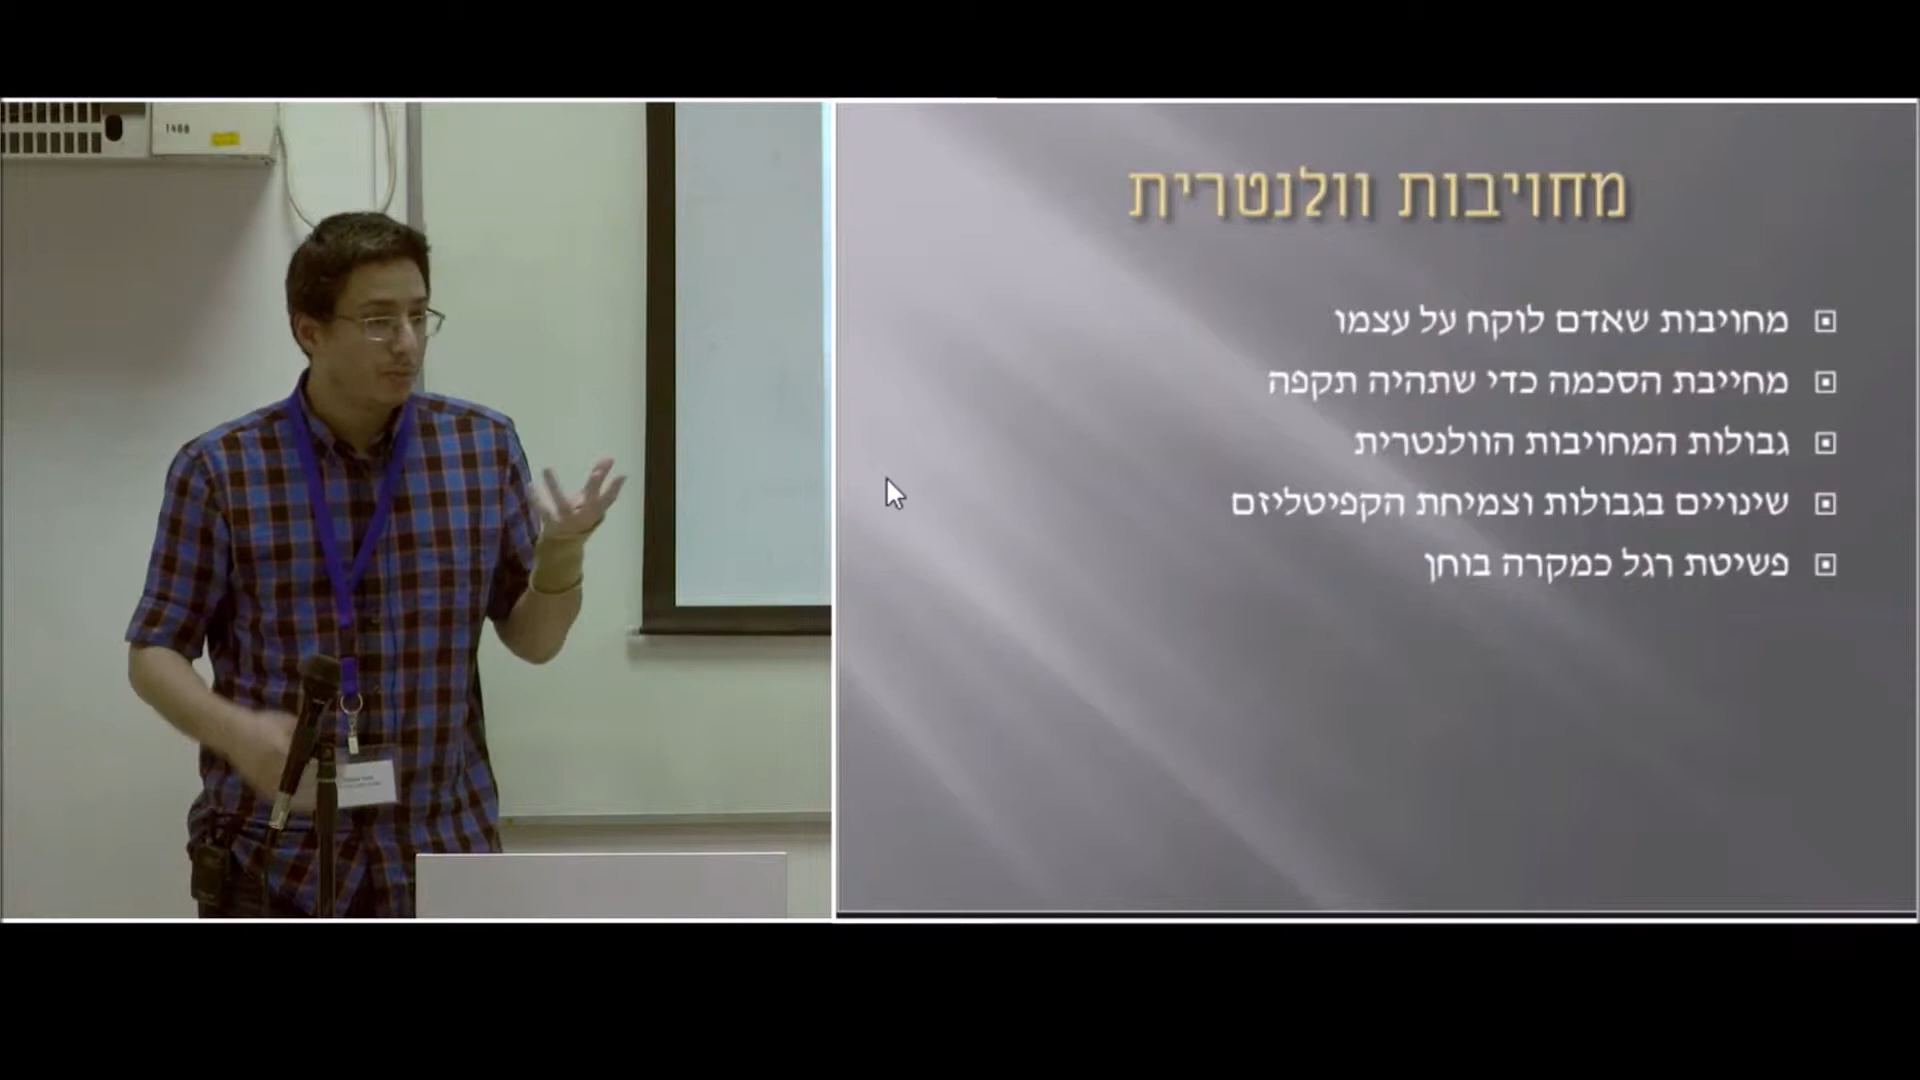 1408
מחויבות וולנטרית
מחויבות שאדם לוקח על עצמו
מחייבת הסכמה כדי שתהיה תקפה
גבולות המחויבות הוולנטרית
שינויים בגבולות וצמיחת הקפיטליזם
פשיטת רגל כמקרה בוחן